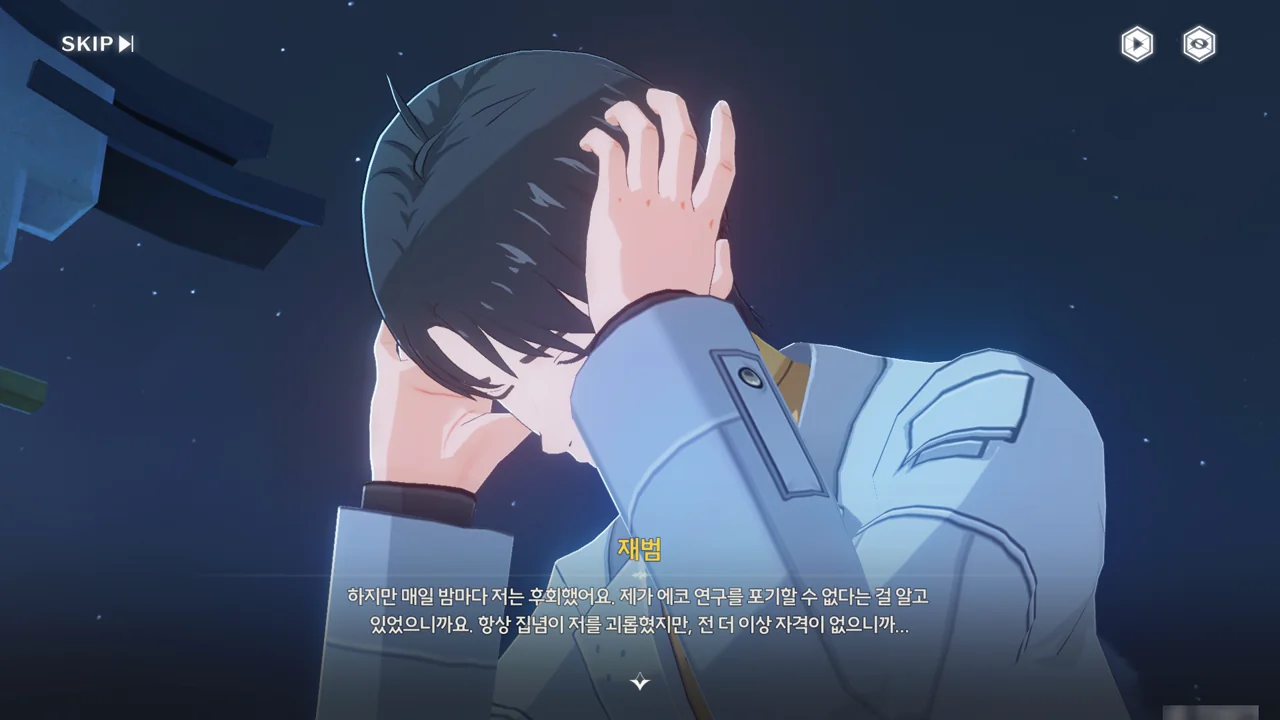 SKIP
재범
하지만 매일 밤마다 저는 후회했어요. 제가 에코 연구를 포기할 수 없다는 걸 알고
있었으니까요. 항상 집념이 저를 괴롭혔지만, 전 더 이상 자격이 없으니까...